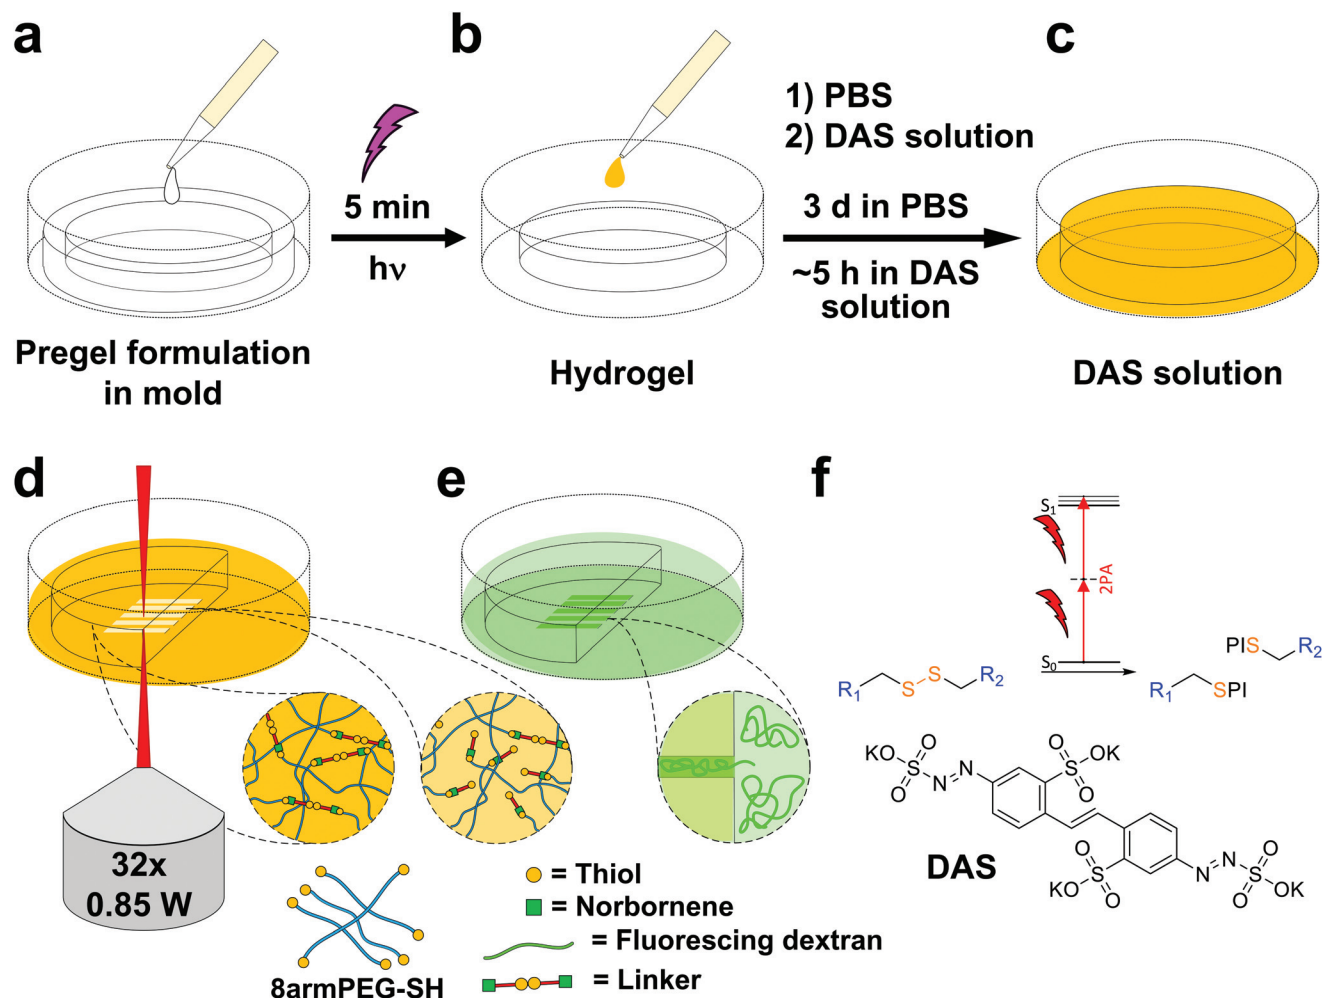 a
b
c
1) PBS
2) DAS solution
5 min
hν
3 d in PBS
~5 h in DAS
solution
Pregel formulation
in mold
Hydrogel
DAS solution
d
e
f
32x
0.85 W
8armPEG-SH
= Thiol
= Norbornene
= Fluorescing dextran
= Linker
S1
2PA
S0
R1
S
S
R2
PIS
R2
R1
SPI
KO
O
S
O
N
N
O
S
O
OK
DAS
KO
O
S
O
N
N
O
S
O
OK